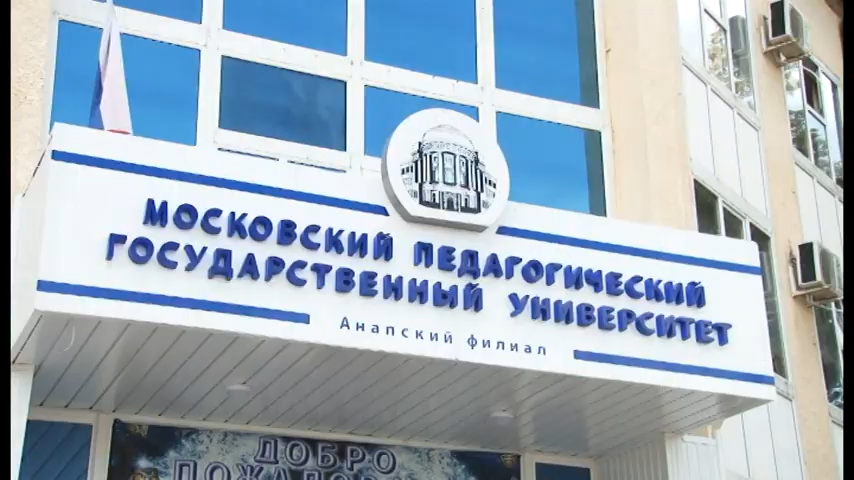 МОСКОВСКИЙ ПЕДАГОГИЧЕСКИЙ
ГОСУДАРСТВЕННЫЙ УНИВЕРСИТЕТ
Анапский филиал
ДОБРО